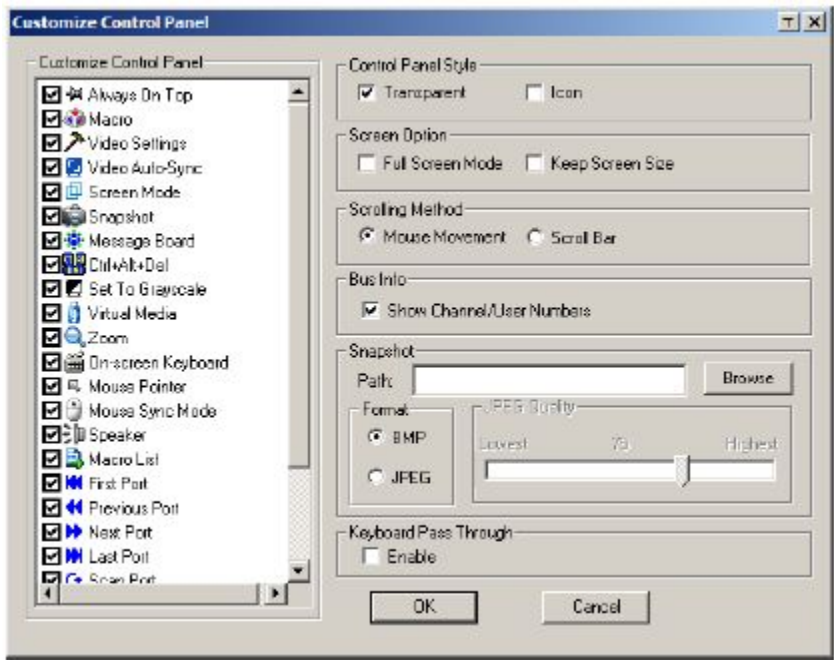 Customize Control Panel
Customize Control Panel
Always On Top
Macro
Video Settings
Video Auto-Sync
Screen Mode
Snapshot
Message Board
Ctrl+Alt+Del
Set To Grayscale
Virtual Media
Zoom
On-screen Keyboard
Mouse Pointer
Mouse Sync Mode
Speaker
Macro List
First Port
Previous Port
Next Port
Last Port
Scan Port
Control Panel Style
Transparent Icon
Screen Option
Full Screen Mode Keep Screen Size
Scrolling Method
Mouse Movement Scroll Bar
Bus Info
Show Channel/User Numbers
Snapshot
Path: Browse
Format
BMP
JPEG
JPEG Quality
Lowest 75 Highest
Keyboard Pass Through
Enable
OK Cancel